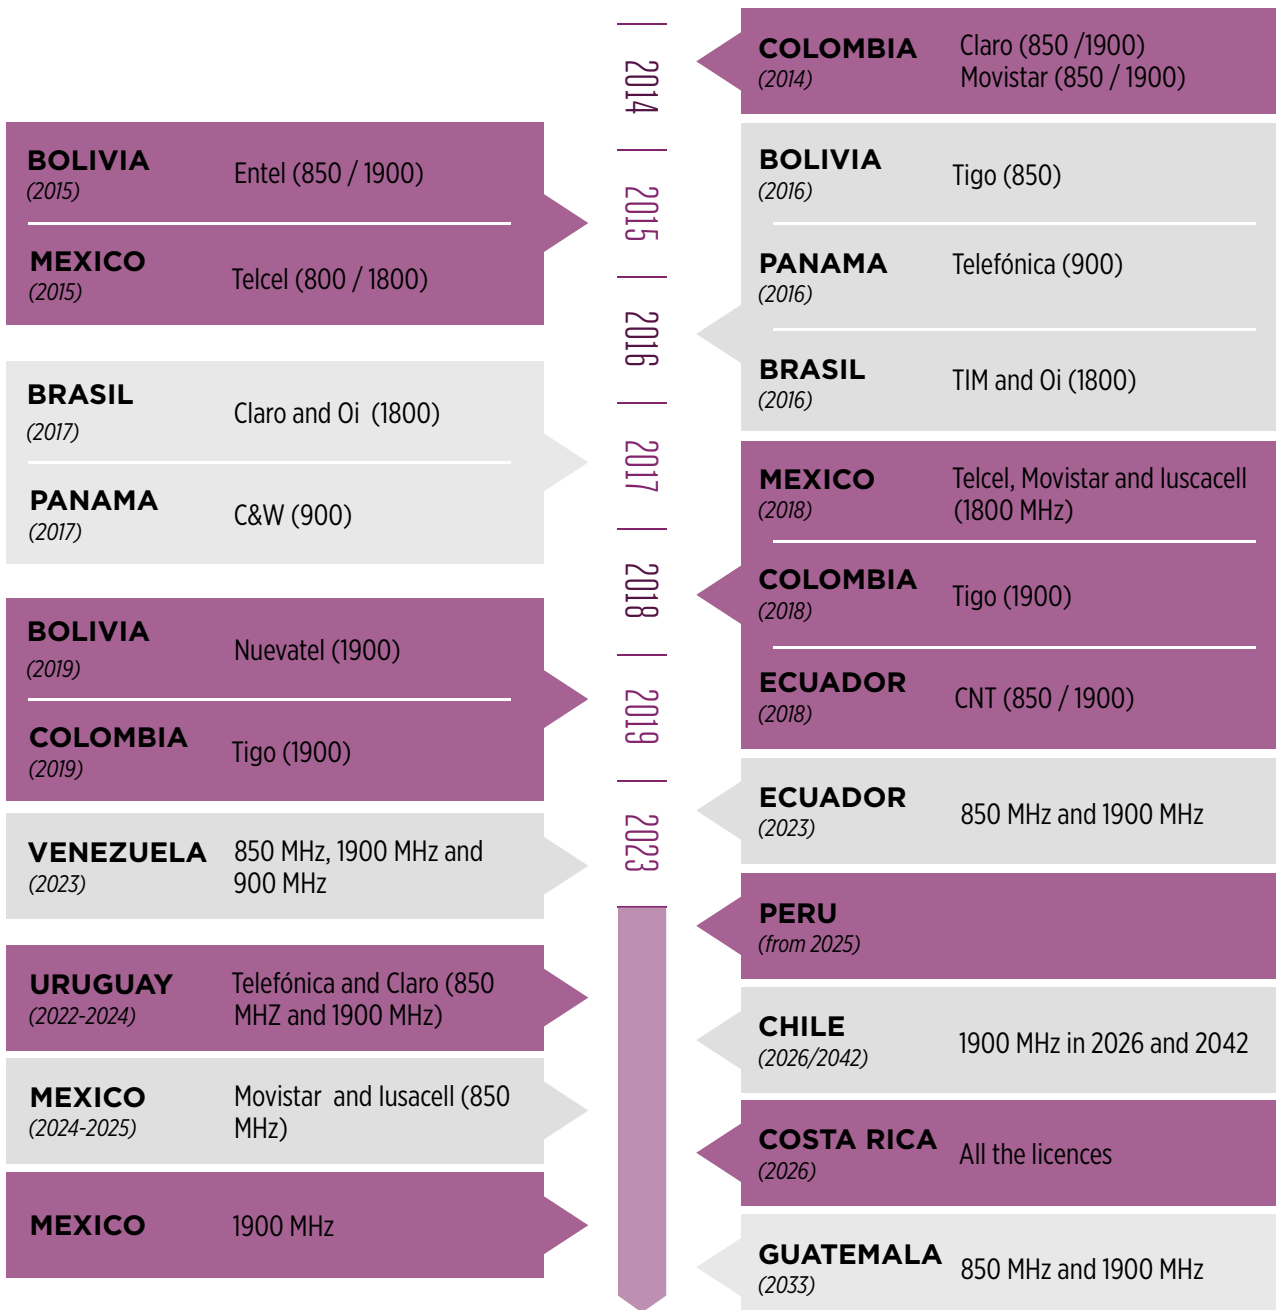 2014
2015
2016
2017
2018
2019
2023
COLOMBIA
(2014)
Claro (850 /1900)
Movistar (850 / 1900)
BOLIVIA
(2015)
Entel (850 / 1900)
MEXICO
(2015)
Telcel (800 / 1800)
BOLIVIA
(2016)
Tigo (850)
PANAMA
(2016)
Telefónica (900)
BRASIL
(2016)
TIM and Oi (1800)
BRASIL
(2017)
Claro and Oi (1800)
PANAMA
(2017)
C&W (900)
MEXICO
(2018)
Telcel, Movistar and Iuscacell
(1800 MHz)
COLOMBIA
(2018)
Tigo (1900)
ECUADOR
(2018)
CNT (850 / 1900)
BOLIVIA
(2019)
Nuevatel (1900)
COLOMBIA
(2019)
Tigo (1900)
ECUADOR
(2023)
850 MHz and 1900 MHz
VENEZUELA
(2023)
850 MHz, 1900 MHz and
900 MHz
PERU
(from 2025)
URUGUAY
(2022-2024)
Telefónica and Claro (850
MHZ and 1900 MHz)
CHILE
(2026/2042)
1900 MHz in 2026 and 2042
MEXICO
(2024-2025)
Movistar and Iusacell (850
MHz)
COSTA RICA
(2026)
All the licences
MEXICO
1900 MHz
GUATEMALA
(2033)
850 MHz and 1900 MHz